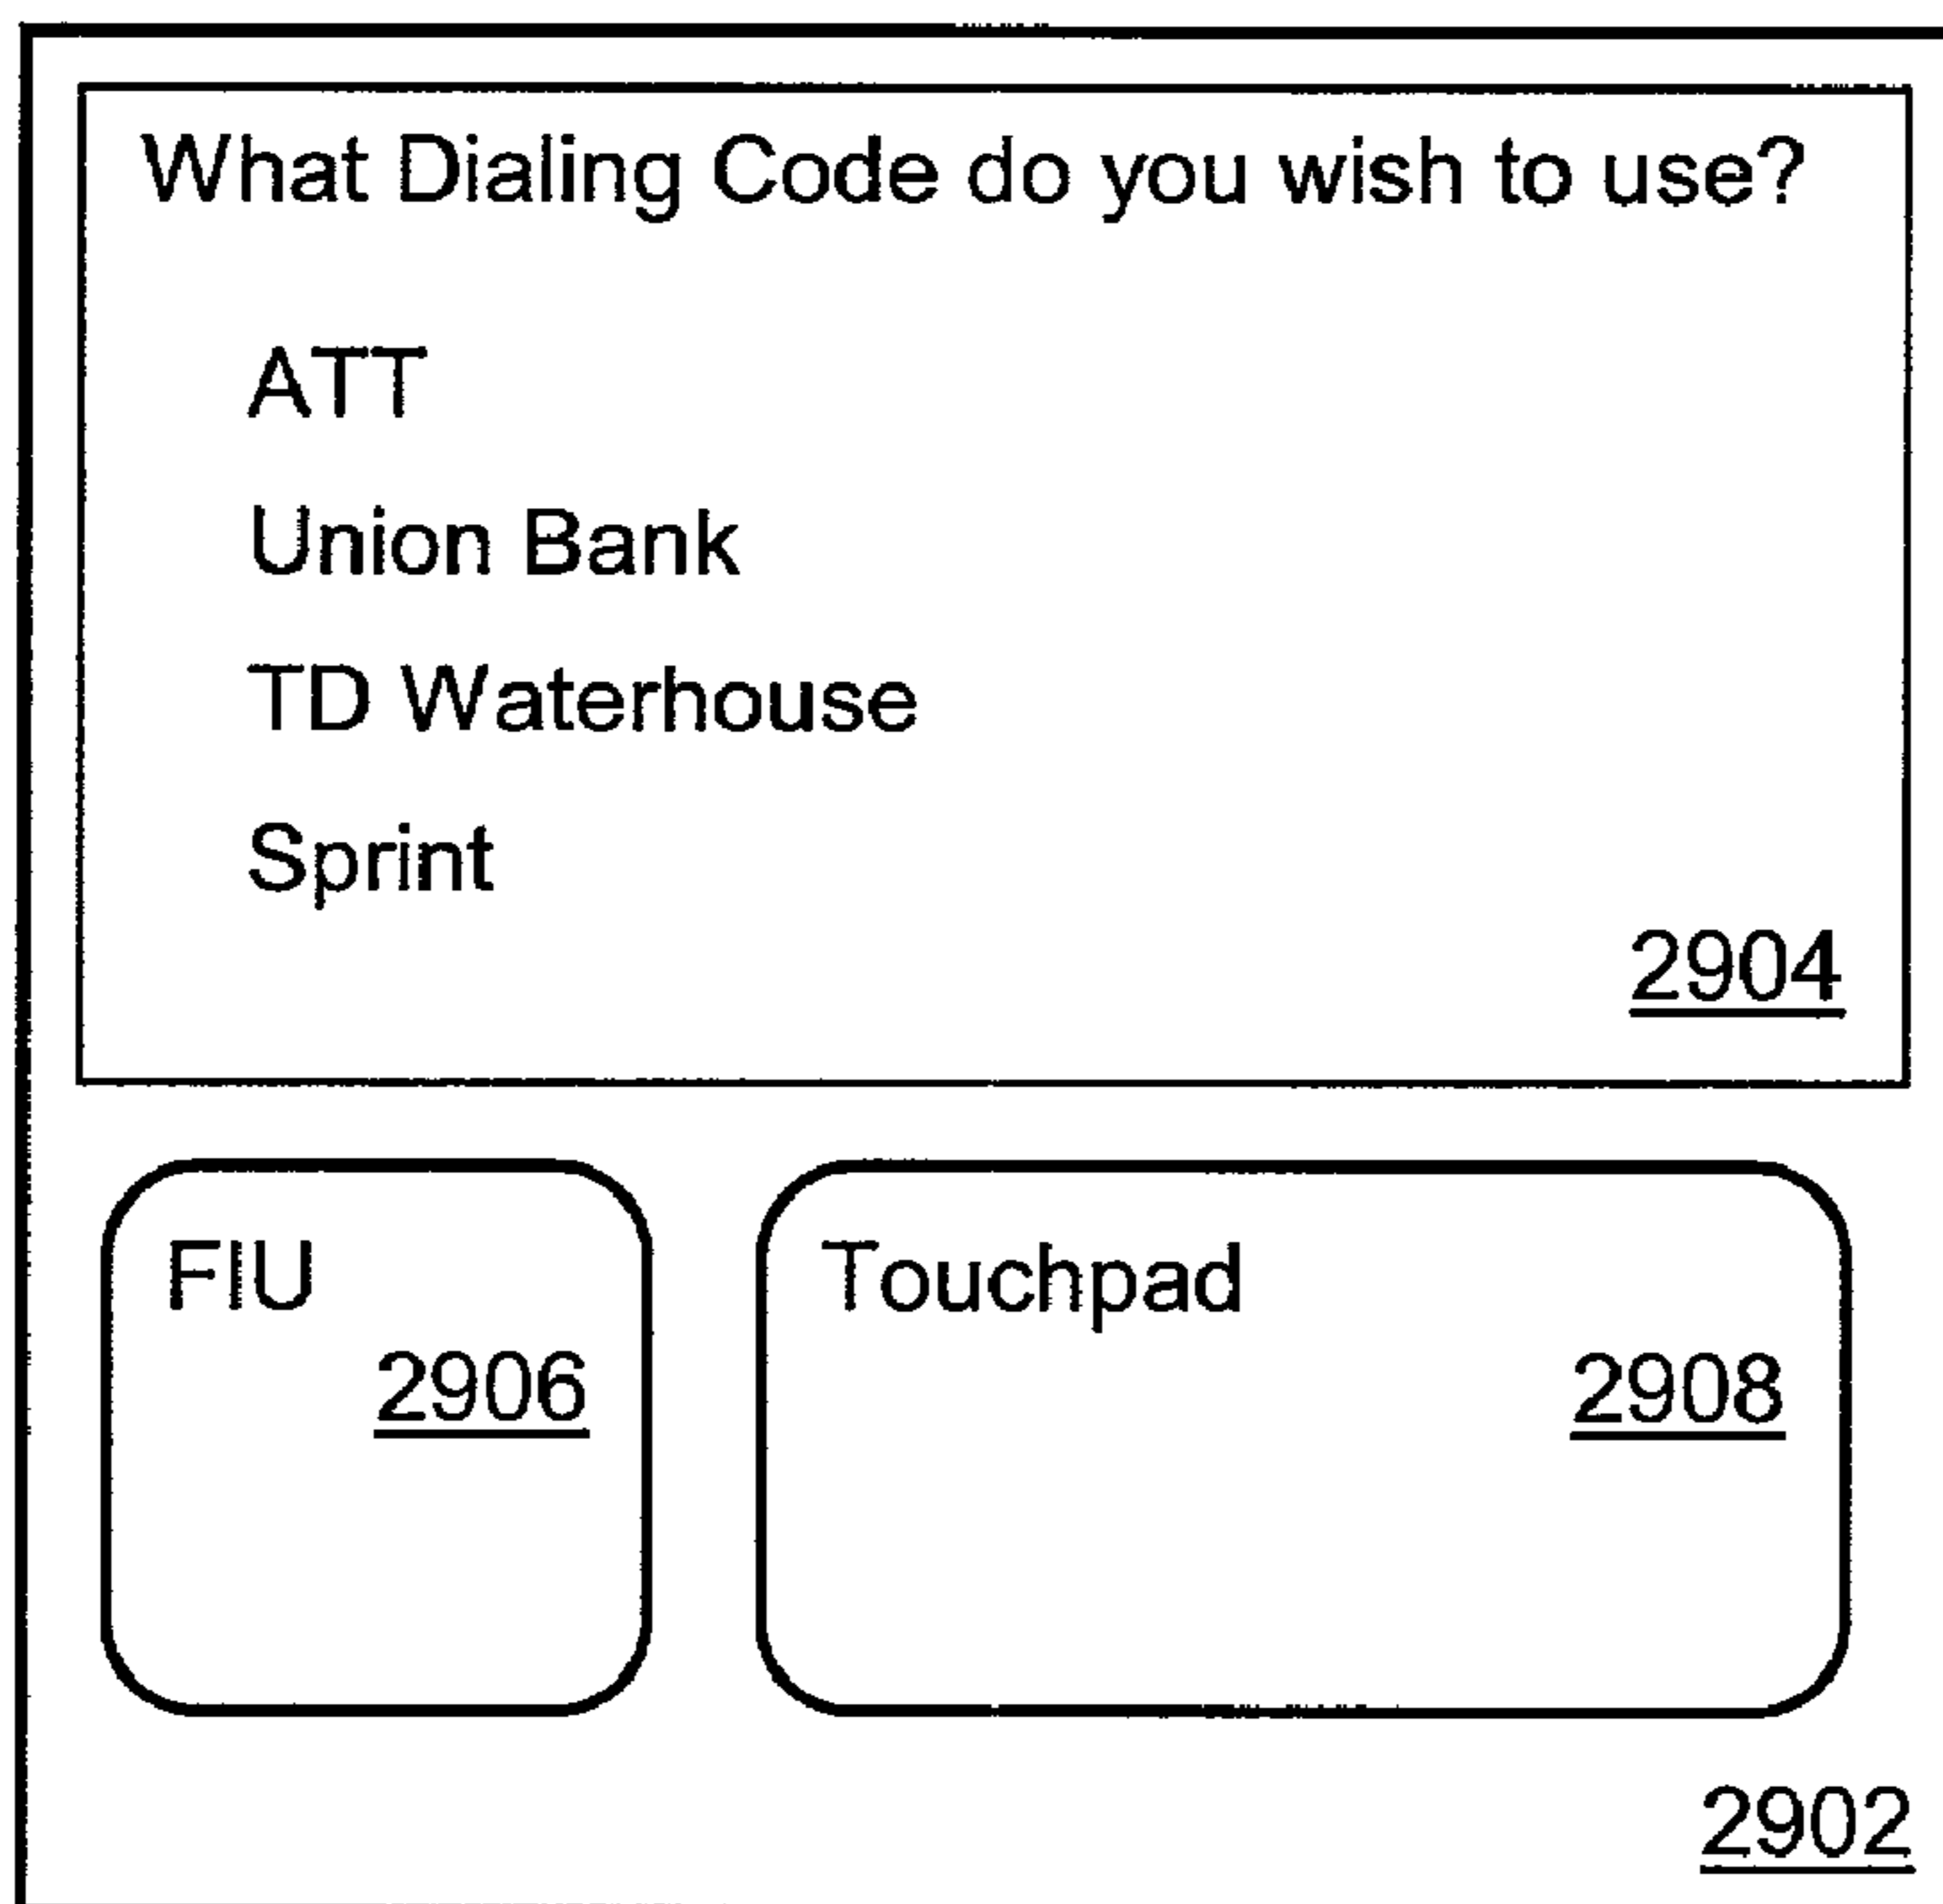 What Dialing Code do you wish to use?
ATT
Union Bank
TD Waterhouse
Sprint
2904
FIU
2906
Touchpad
2908
2902